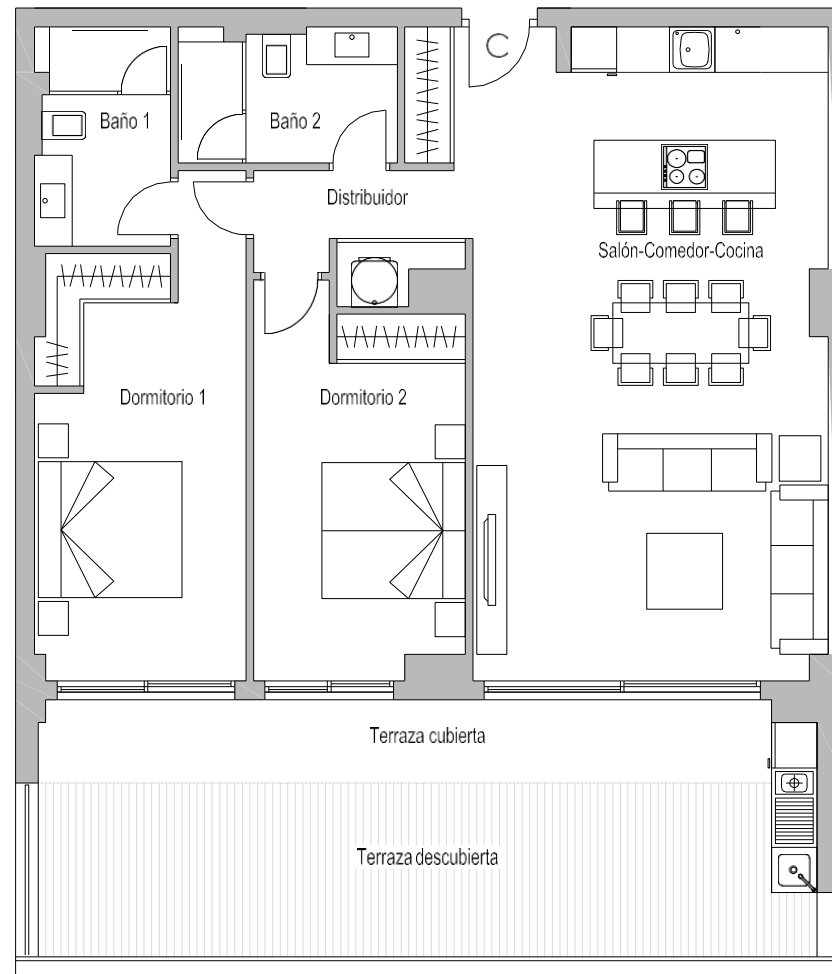 C
Baño 1
Baño 2
Distribuidor
Salón-Comedor-Cocina
Dormitorio 1
Dormitorio 2
Terraza cubierta
Terraza descubierta